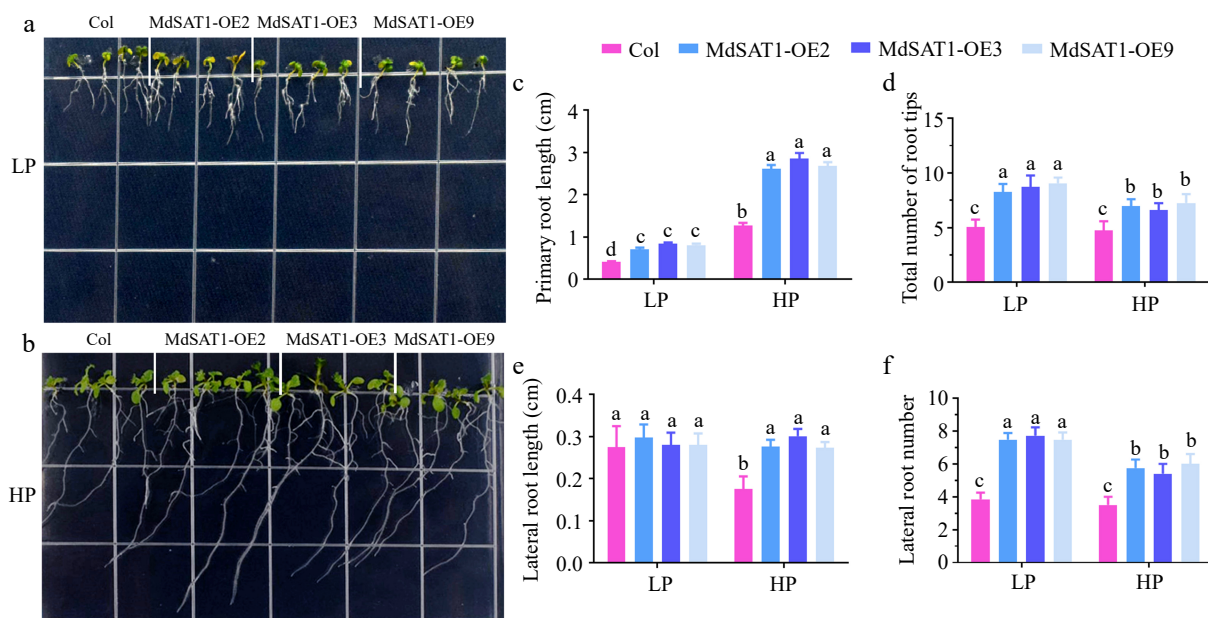 a
Col MdSAT1-OE2 MdSAT1-OE3 MdSAT1-OE9
LP
b
Col MdSAT1-OE2 MdSAT1-OE3 MdSAT1-OE9
HP
Col MdSAT1-OE2 MdSAT1-OE3 MdSAT1-OE9
c
Primary root length (cm)
4
3
2
1
0
d c c c
b a a a
LP HP
d
Total number of root tips
15
10
5
0
c a a a
c b b b
LP HP
e
Lateral root length (cm)
0.4
0.3
0.2
0.1
0.0
a a a a
b a a a
LP HP
f
Lateral root number
10
8
6
4
2
0
c a a a
c b b b
LP HP